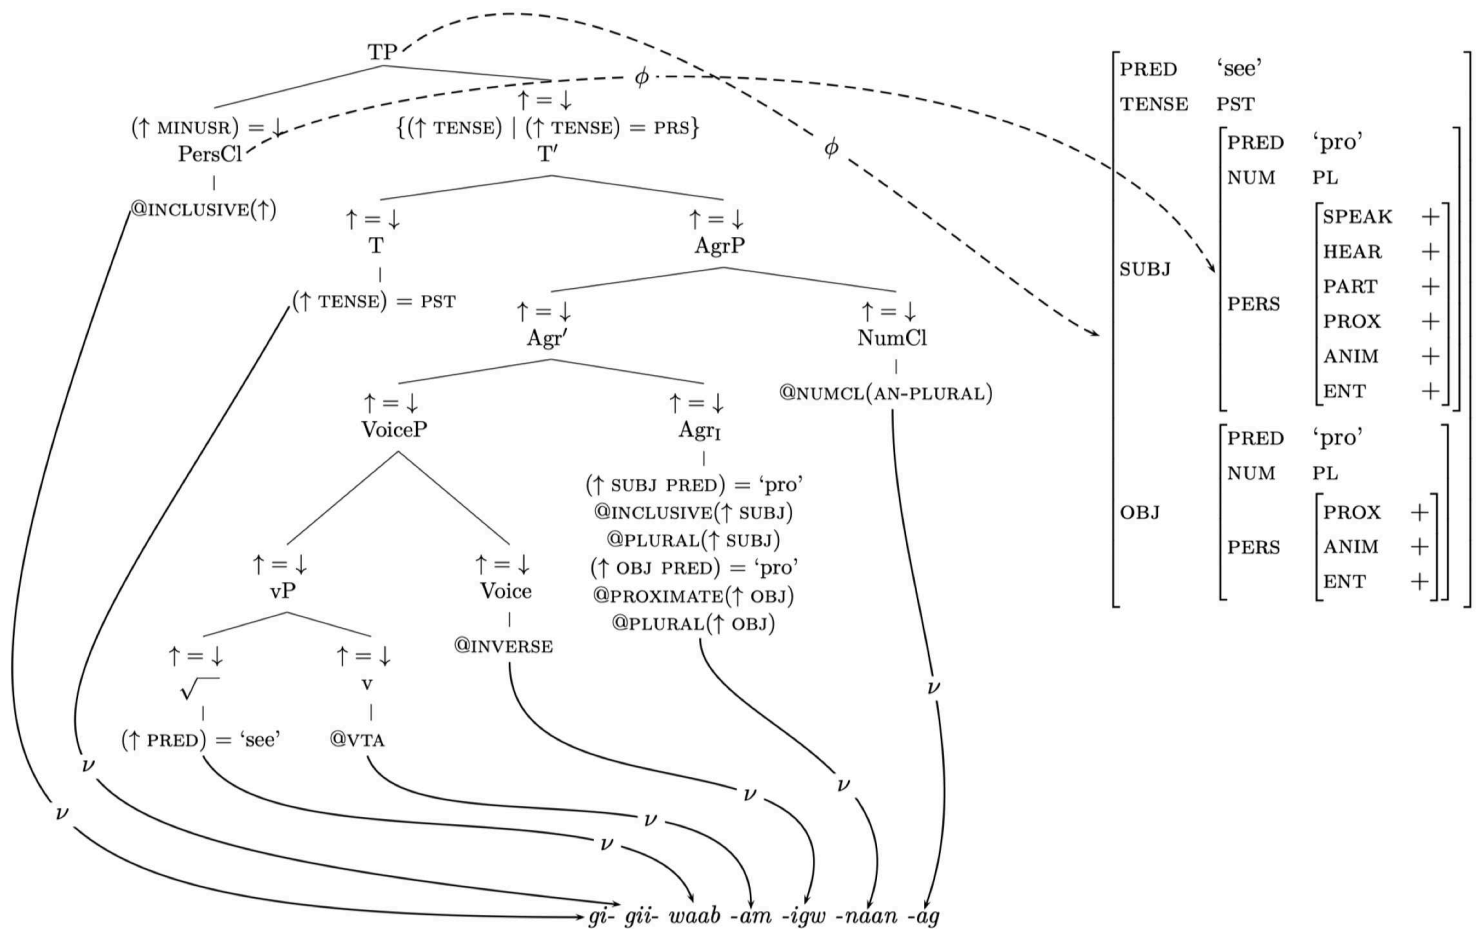 TP
ϕ
↑ = ↓
(↑ MINUSR) = ↓
{(↑ TENSE) | (↑ TENSE) = PRS}
PersCl
T′
ϕ
@INCLUSIVE(↑)
↑ = ↓
↑ = ↓
T
AgrP
(↑ TENSE) = PST
↑ = ↓
↑ = ↓
Agr′
NumCl
@NUMCL(AN-PLURAL)
↑ = ↓
↑ = ↓
VoiceP
AgrI
(↑ SUBJ PRED) = ‘pro’
@INCLUSIVE(↑ SUBJ)
@PLURAL(↑ SUBJ)
(↑ OBJ PRED) = ‘pro’
@PROXIMATE(↑ OBJ)
@PLURAL(↑ OBJ)
↑ = ↓
↑ = ↓
vP
Voice
@INVERSE
↑ = ↓
↑ = ↓
√
v
(↑ PRED) = ‘see’
@VTA
ν
ν
ν
ν
ν
ν
ν
gi- gii- waab -am -igw -naan -ag
PRED ‘see’
TENSE PST
SUBJ
PRED ‘pro’
NUM PL
PERS
SPEAK +
HEAR +
PART +
PROX +
ANIM +
ENT +
OBJ
PRED ‘pro’
NUM PL
PERS
PROX +
ANIM +
ENT +